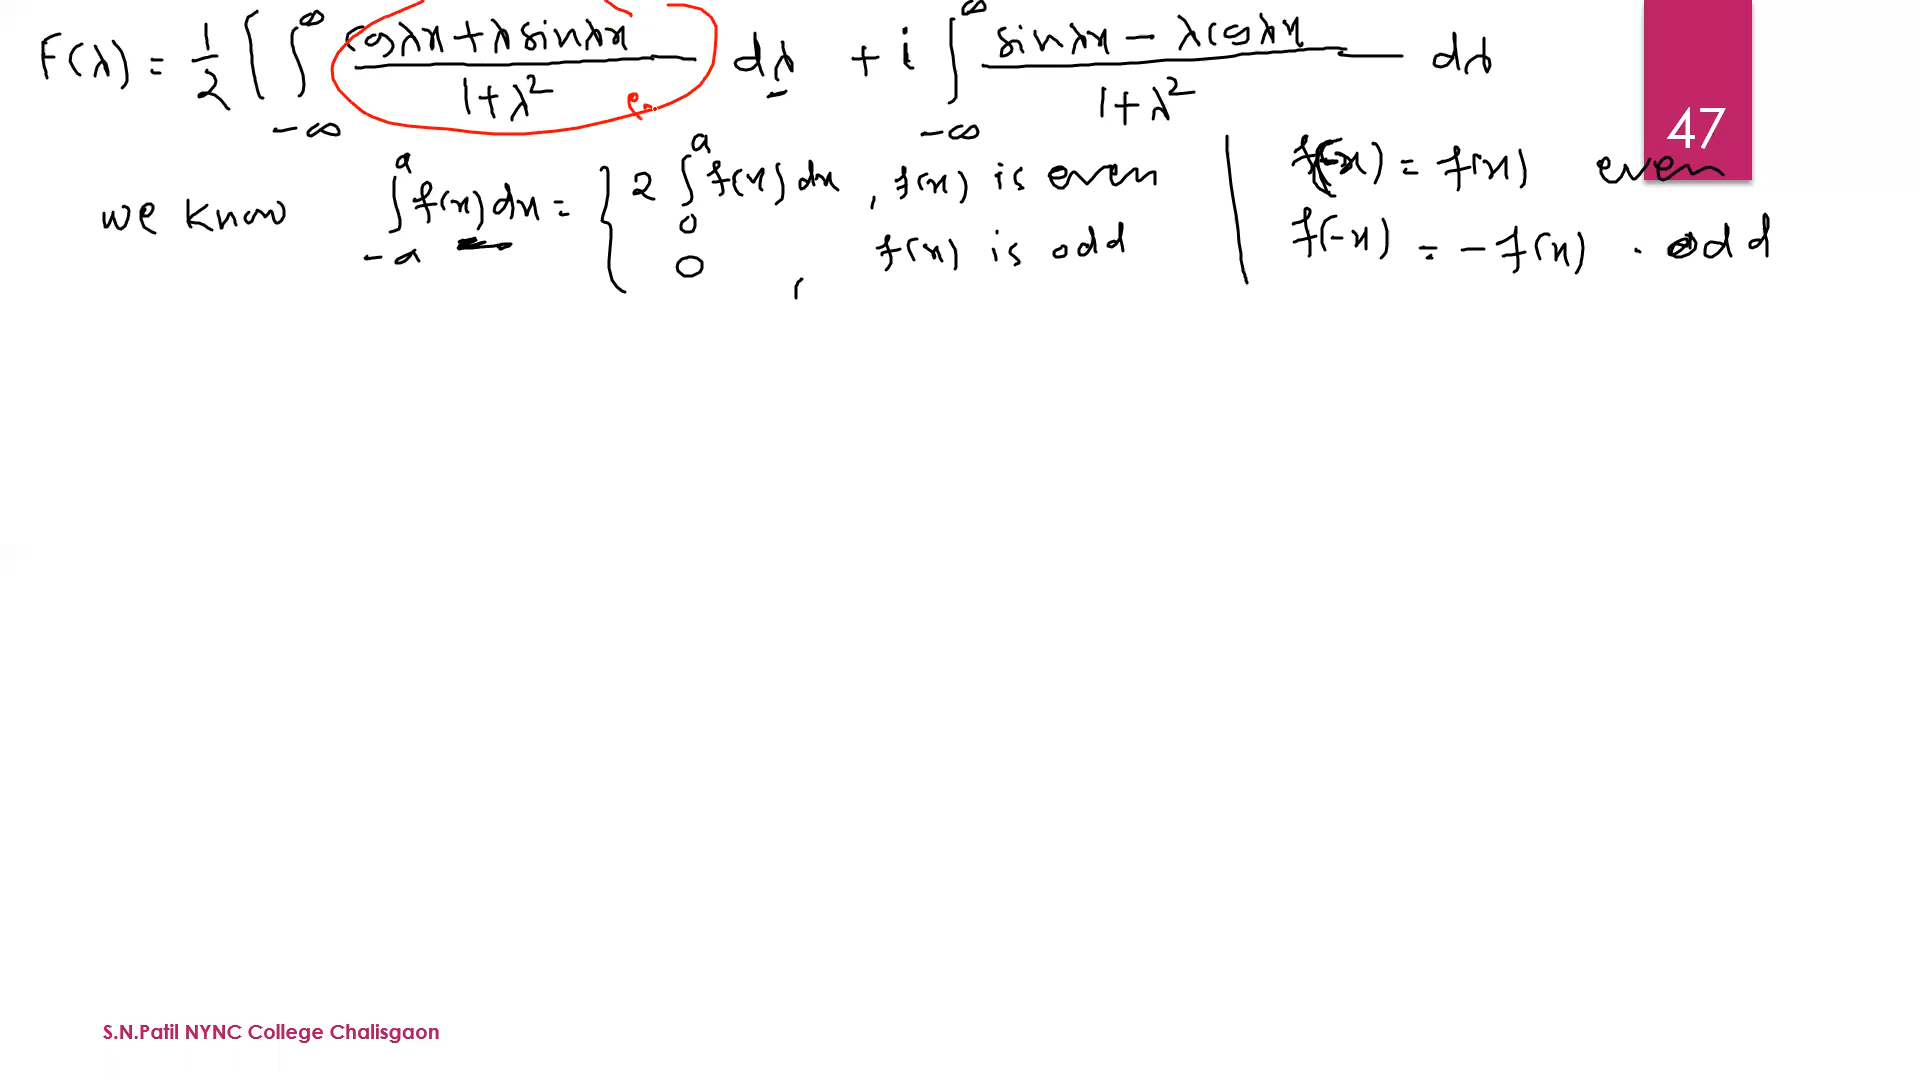 F(λ) = 1/2 [ ∫_{-∞}^{∞} (cosλx + λ sinλx)/(1+λ²) dλ + i ∫_{-∞}^{∞} (sinλx − λcosλx)/(1+λ²) dλ
47
we know ∫_{-a}^{a} f(x) dx = { 2 ∫_{0}^{a} f(x) dx , f(x) is even
0 , f(x) is odd
f(-x) = f(x) even
f(-x) = - f(x) . odd
S.N.Patil NYNC College Chalisgaon